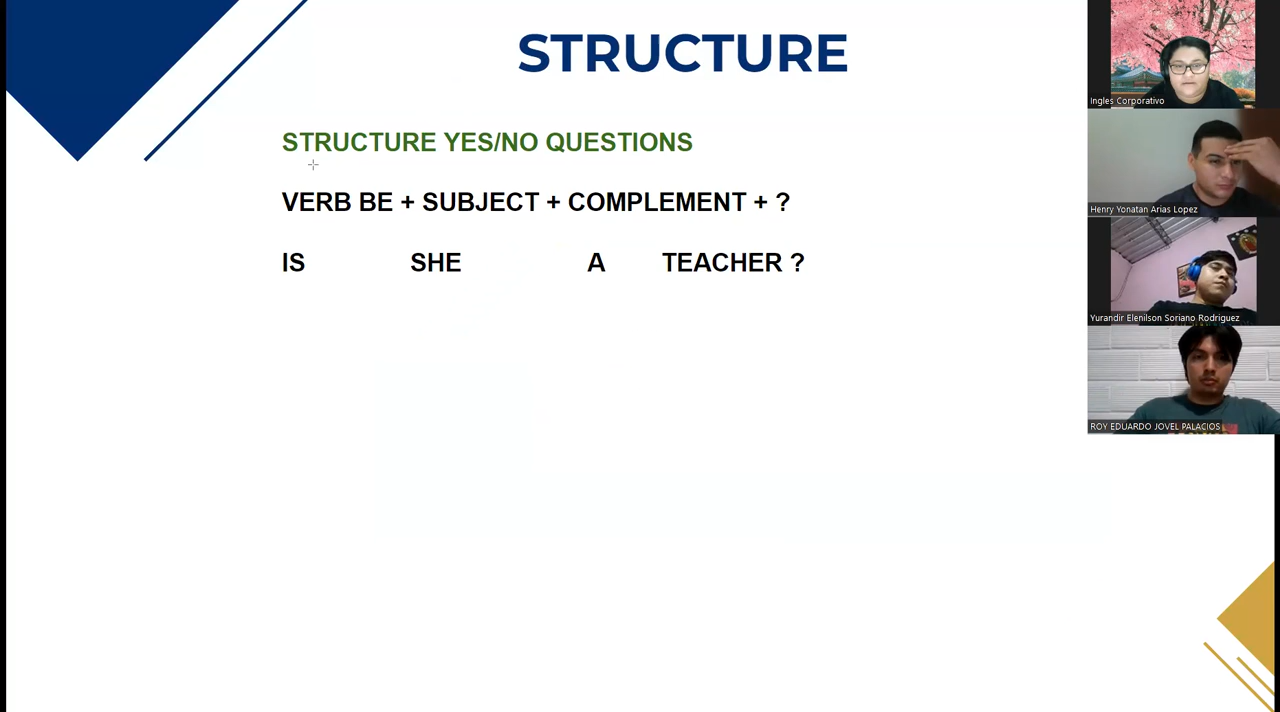 STRUCTURE
STRUCTURE YES/NO QUESTIONS
VERB BE + SUBJECT + COMPLEMENT + ?
IS SHE A TEACHER ?
Ingles Corporativo
Henry Yonatan Arias Lopez
Yurandir Elenilson Soriano Rodriguez
ROY EDUARDO JOVEL PALACIOS